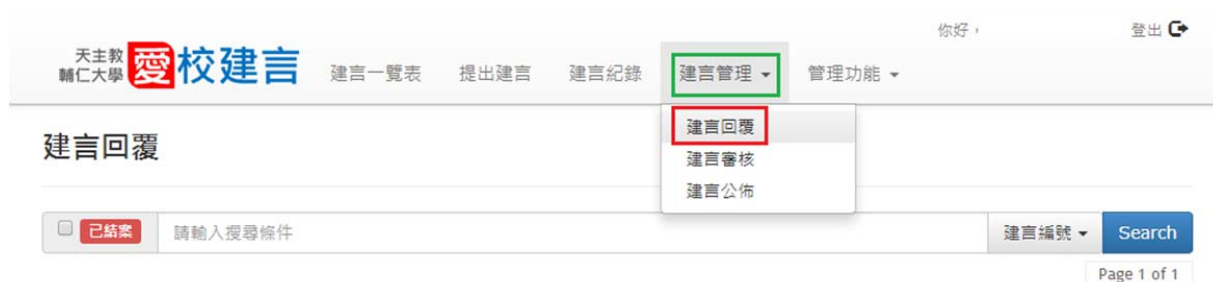 你好，
登出
天主教
輔仁大學 愛校建言 建言一覽表 提出建言 建言紀錄 建言管理 管理功能
建言回覆
建言審核
建言公佈
建言回覆
已結案 請輸入搜尋條件 建言編號 Search
Page 1 of 1